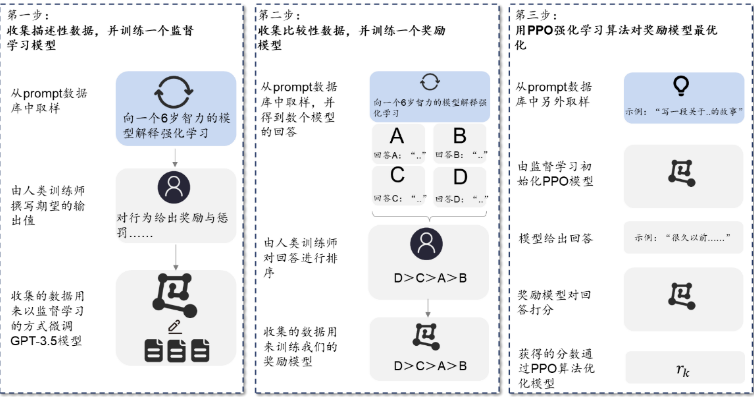 第一步：
收集描述性数据，并训练一个监督
学习模型
从prompt数据
库中取样
向一个6岁智力的模
型解释强化学习
由人类训练师
撰写期望的输
出值
对行为给出奖励与惩
罚……
收集的数据用
来以监督学习
的方式微调
GPT-3.5模型
第二步：
收集比较性数据，并训练一个奖励
模型
从prompt数据
库中取样，并
得到数个模型
的回答
向一个6岁智力的模型解释强
化学习
A
回答A：“..”
B
回答B：“..”
C
回答C：“..”
D
回答D：“..”
由人类训练师
对回答进行排
序
D＞C＞A＞B
收集的数据用
来训练我们的
奖励模型
D＞C＞A＞B
第三步：
用PPO强化学习算法对奖励模型最优
化
从prompt数据
库中另外取样
示例：“写一段关于..的故事”
由监督学习初
始化PPO模型
模型给出回答
示例：“很久以前……”
奖励模型对回
答打分
获得的分数通
过PPO算法优
化模型
rk